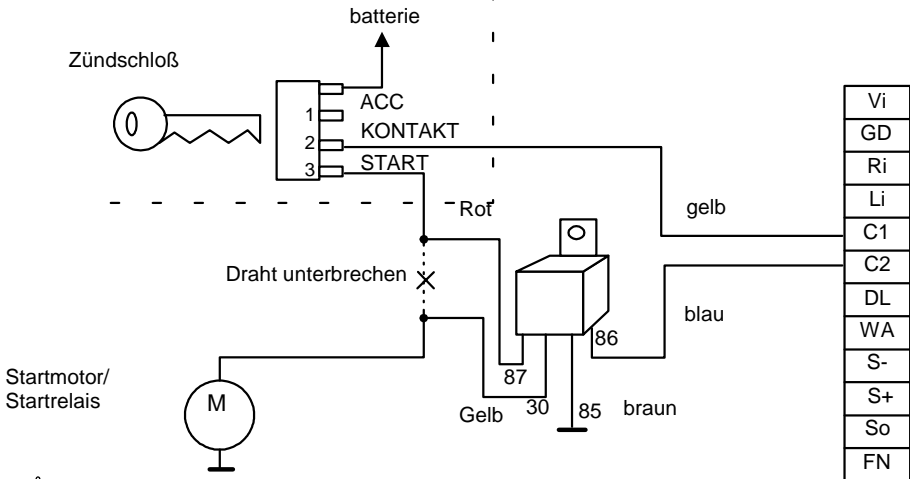 batterie
Zündschloß
ACC
1
KONTAKT
2
START
3
Rot
gelb
Draht unterbrechen
blau
86
87
30
85
braun
Gelb
Startmotor/
Startrelais
M
Vi
GD
Ri
Li
C1
C2
DL
WA
S-
S+
So
FN